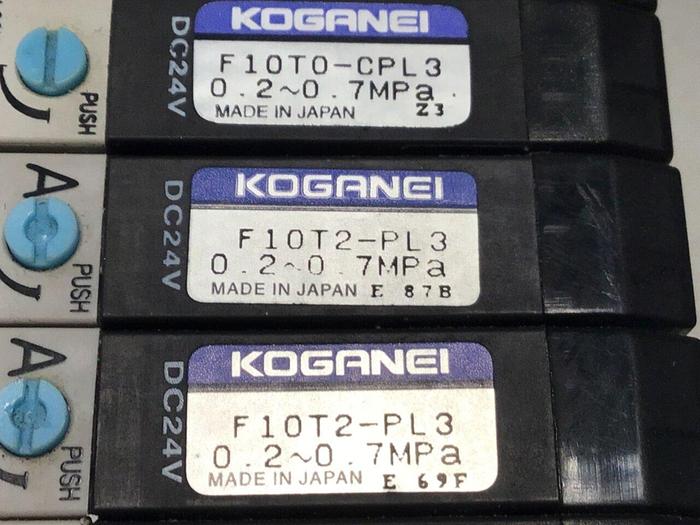 KOGANEI
F10T0-CPL3
0.2~0.7MPa
MADE IN JAPAN Z3
DC24V
PUSH
KOGANEI
F10T2-PL3
0.2~0.7MPa
MADE IN JAPAN E 87B
DC24V
A
PUSH
KOGANEI
F10T2-PL3
0.2~0.7MPa
MADE IN JAPAN E 69F
DC24V
A
PUSH